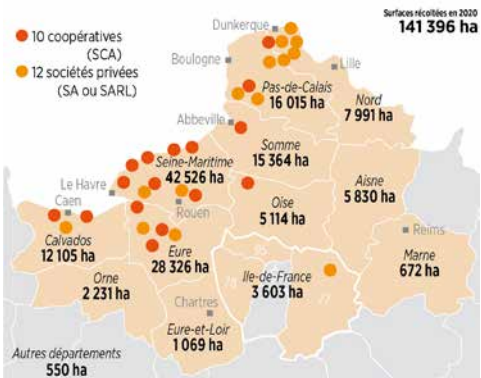 10 coopératives
(SCA)
12 sociétés privées
(SA ou SARL)
Surfaces récoltées en 2020
141 396 ha
Dunkerque
Boulogne
Lille
Pas-de-Calais
16 015 ha
Nord
7 991 ha
Abbeville
Somme
15 364 ha
Seine-Maritime
42 526 ha
Le Havre
Rouen
Oise
5 114 ha
Aisne
5 830 ha
Caen
Calvados
12 105 ha
Eure
28 326 ha
Reims
Marne
672 ha
95
78
77
Ile-de-France
3 603 ha
Orne
2 231 ha
Chartres
Eure-et-Loir
1 069 ha
Autres départements
550 ha